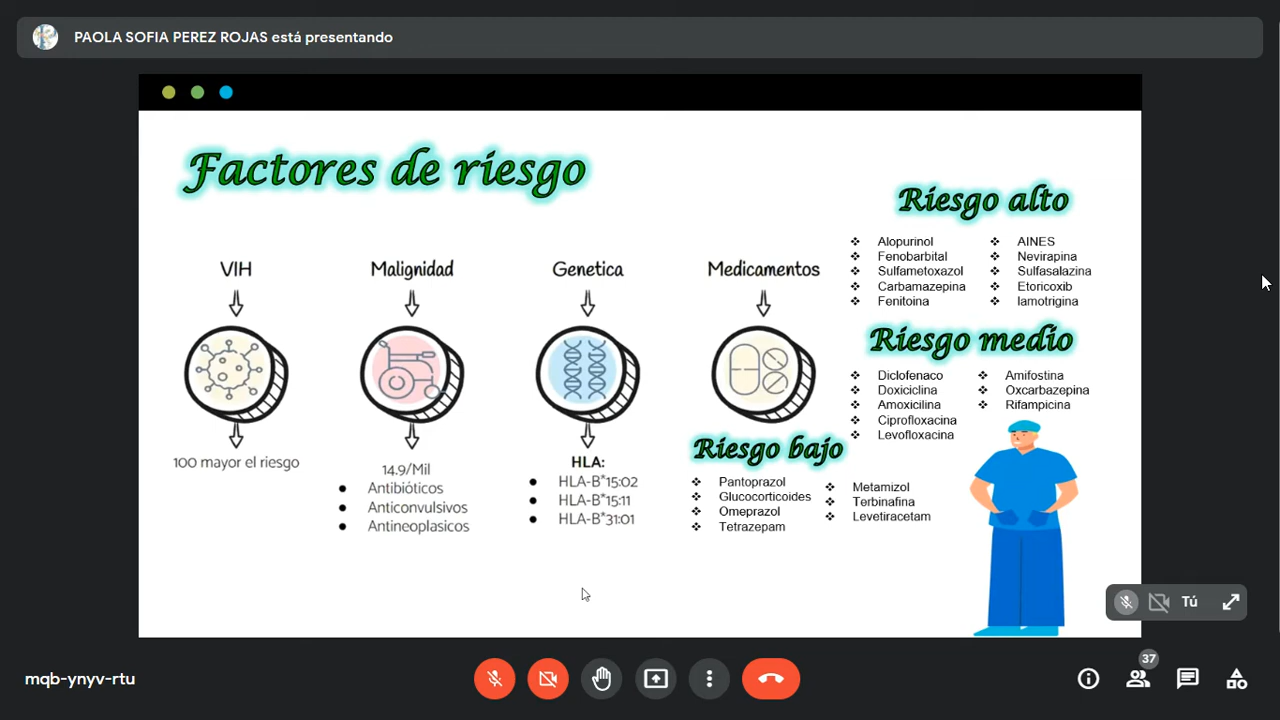 PAOLA SOFIA PEREZ ROJAS está presentando
Factores de riesgo
VIH
100 mayor el riesgo
Malignidad
14.9/Mil
Antibióticos
Anticonvulsivos
Antineoplasicos
Genetica
HLA:
HLA-B*15:02
HLA-B*15:11
HLA-B*31:01
Medicamentos
Riesgo alto
Alopurinol
Fenobarbital
Sulfametoxazol
Carbamazepina
Fenitoina
AINES
Nevirapina
Sulfasalazina
Etoricoxib
lamotrigina
Riesgo medio
Diclofenaco
Doxiciclina
Amoxicilina
Ciprofloxacina
Levofloxacina
Amifostina
Oxcarbazepina
Rifampicina
Riesgo bajo
Pantoprazol
Glucocorticoides
Omeprazol
Tetrazepam
Metamizol
Terbinafina
Levetiracetam
Tú
mqb-ynyv-rtu
37